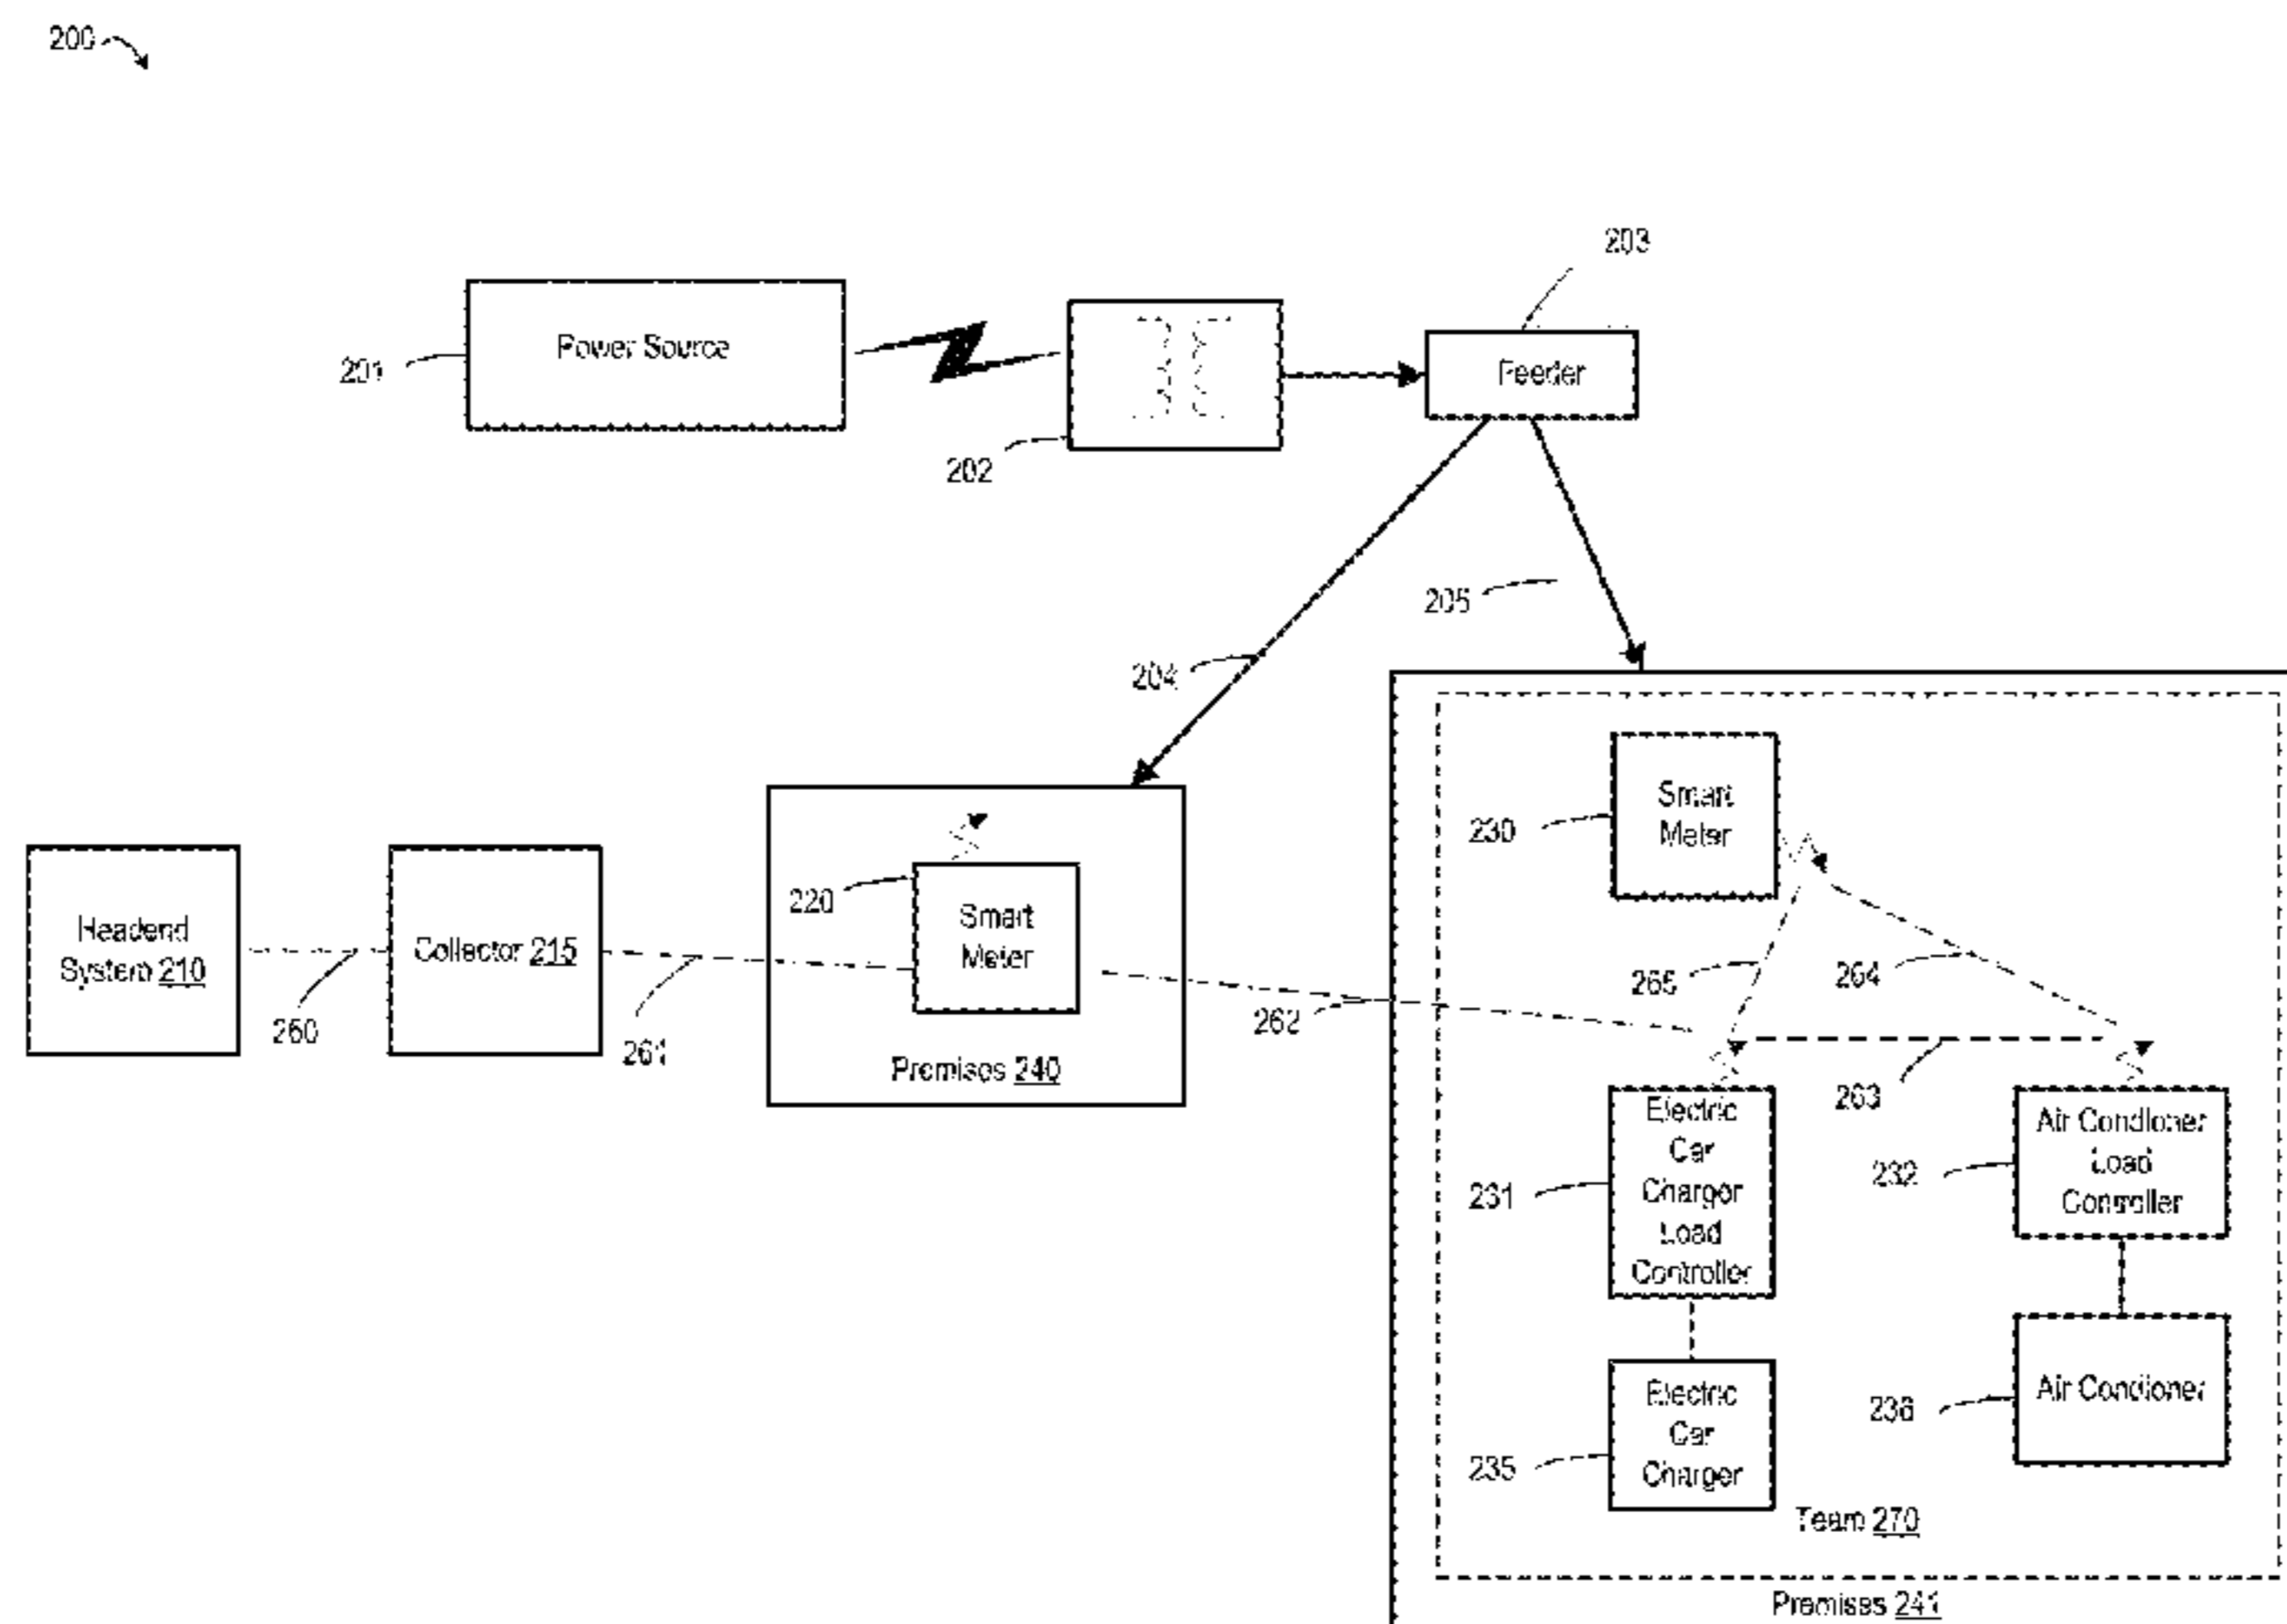 200
203
Power Source
201
Feeder
202
205
204
Smart
Meter
230
220
Smart
Meter
Headend
System 210
Collector 215
260
261
262
265
264
263
Premises 240
Electric
Car
Charger
Load
Controller
231
Air Condioner
Load
Controller
232
Electric
Car
Charger
235
Air Condioner
236
Team 270
Premises 241